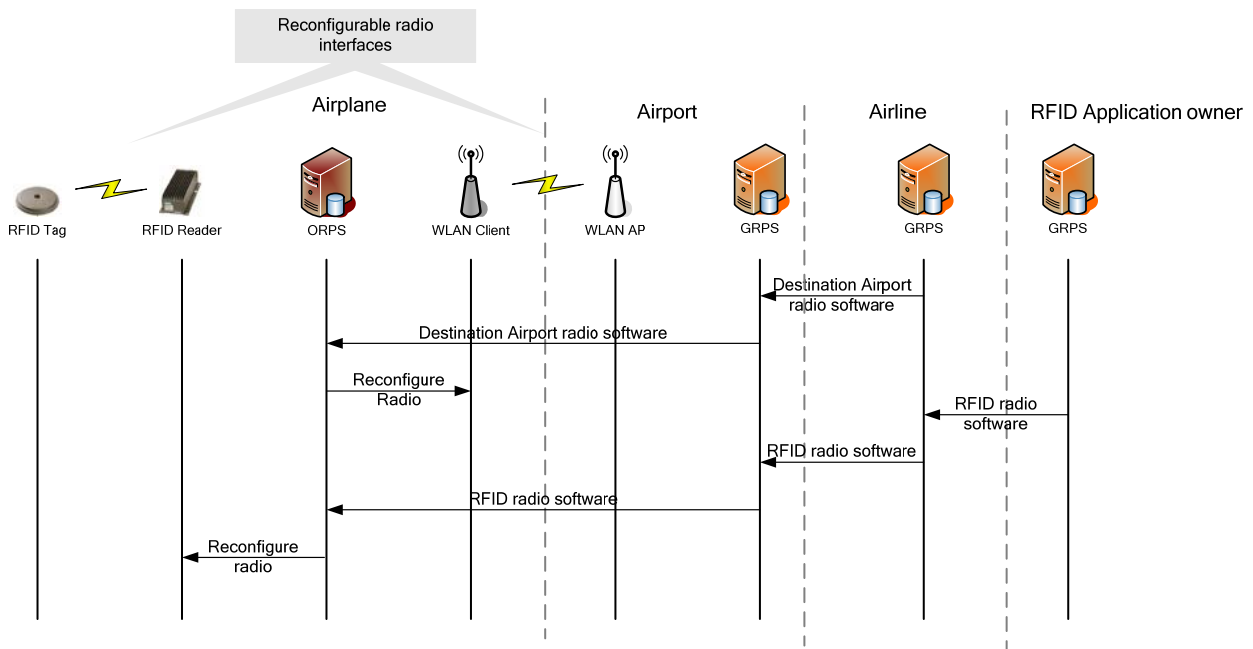 Reconfigurable radio
interfaces
Airplane
Airport
Airline
RFID Application owner
RFID Tag
RFID Reader
ORPS
WLAN Client
WLAN AP
GRPS
GRPS
GRPS
Destination Airport
radio software
Destination Airport radio software
Reconfigure
Radio
RFID radio
software
RFID radio software
RFID radio software
Reconfigure
radio